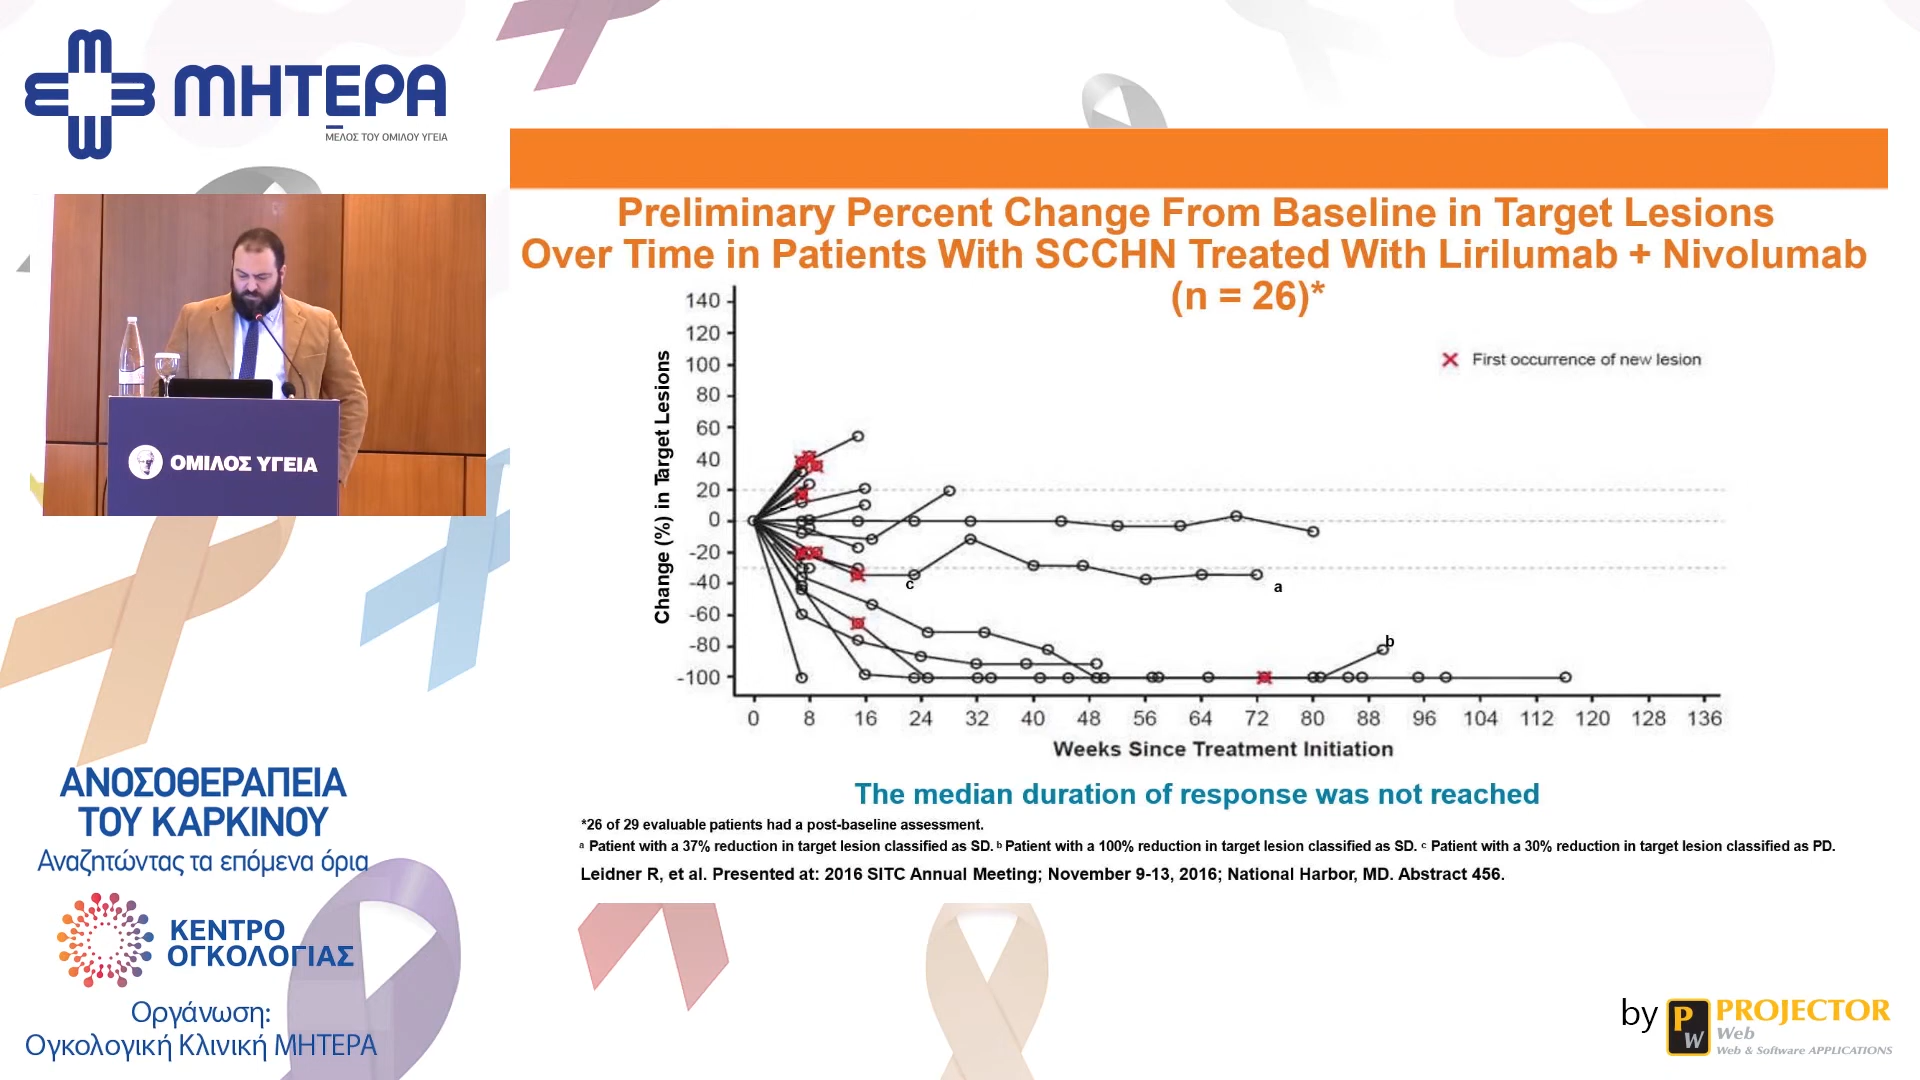 ΜΗΤΕΡΑ
ΜΕΛΟΣ ΤΟΥ ΟΜΙΛΟΥ ΥΓΕΙΑ
ΟΜΙΛΟΣ ΥΓΕΙΑ
ΑΝΟΣΟΘΕΡΑΠΕΙΑ
ΤΟΥ ΚΑΡΚΙΝΟΥ
Αναζητώντας τα επόμενα όρια
ΚΕΝΤΡΟ
ΟΓΚΟΛΟΓΙΑΣ
Οργάνωση:
Ογκολογική Κλινική ΜΗΤΕΡΑ
Preliminary Percent Change From Baseline in Target Lesions
Over Time in Patients With SCCHN Treated With Lirilumab + Nivolumab
(n = 26)*
Change (%) in Target Lesions
140
120
100
80
60
40
20
0
-20
-40
-60
-80
-100
First occurrence of new lesion
c
a
b
0 8 16 24 32 40 48 56 64 72 80 88 96 104 112 120 128 136
Weeks Since Treatment Initiation
The median duration of response was not reached
*26 of 29 evaluable patients had a post-baseline assessment.
a Patient with a 37% reduction in target lesion classified as SD. b Patient with a 100% reduction in target lesion classified as SD. c Patient with a 30% reduction in target lesion classified as PD.
Leidner R, et al. Presented at: 2016 SITC Annual Meeting; November 9-13, 2016; National Harbor, MD. Abstract 456.
by PW PROJECTOR
Web
Web & Software APPLICATIONS